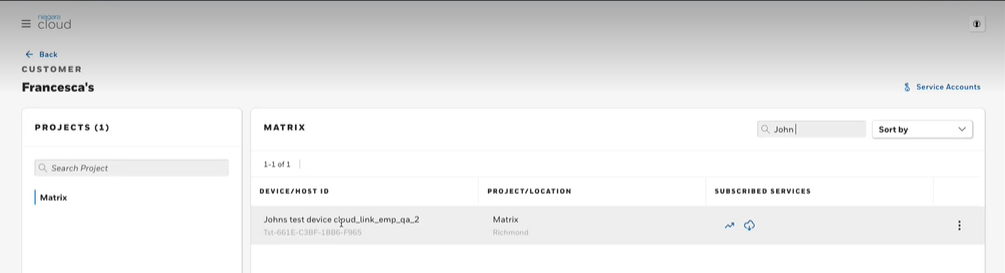 niagara
cloud
Back
CUSTOMER
Francesca's
Service Accounts
PROJECTS (1)
Search Project
Matrix
MATRIX
John
Sort by
1-1 of 1
DEVICE/HOST ID
PROJECT/LOCATION
SUBSCRIBED SERVICES
Johns test device cloud_link_emp_qa_2
Matrix
Tst-661E-C3BF-1B86-F965
Richmond